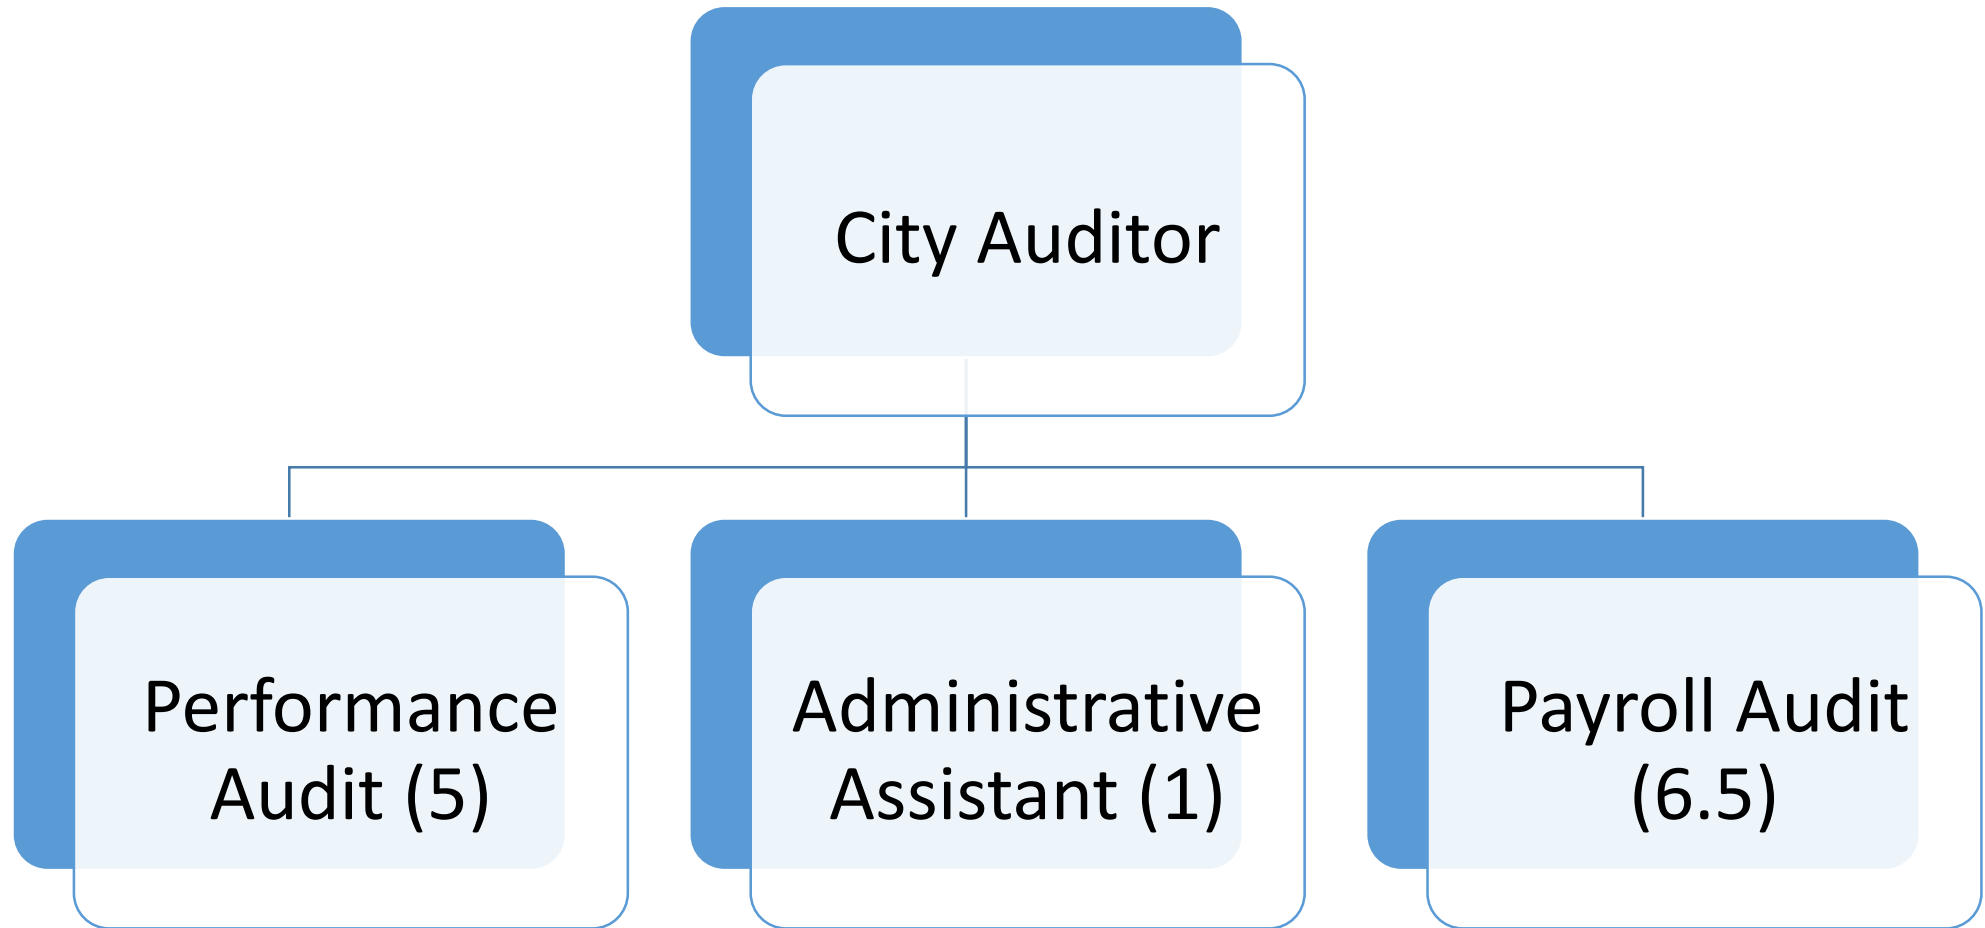 City Auditor
Performance
Audit (5)
Administrative
Assistant (1)
Payroll Audit
(6.5)